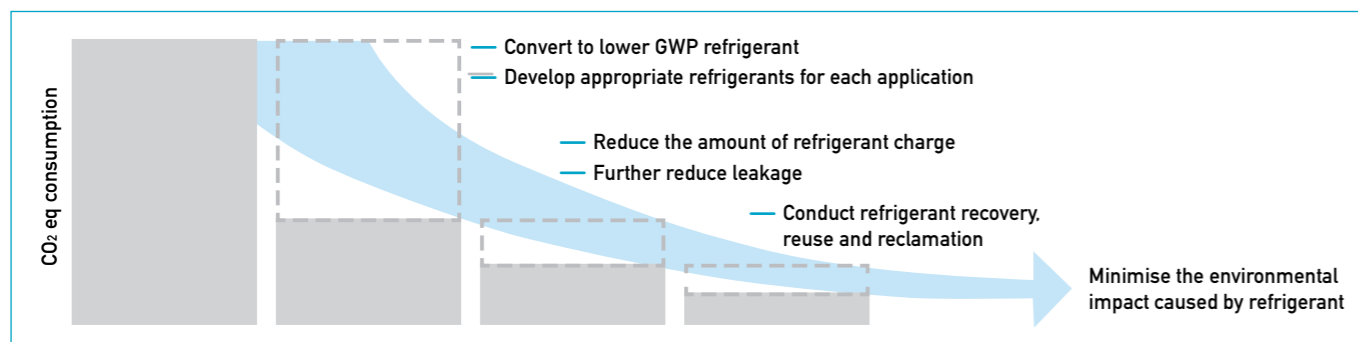 CO₂ eq consumption
Convert to lower GWP refrigerant
Develop appropriate refrigerants for each application
Reduce the amount of refrigerant charge
Further reduce leakage
Conduct refrigerant recovery,
reuse and reclamation
Minimise the environmental
impact caused by refrigerant